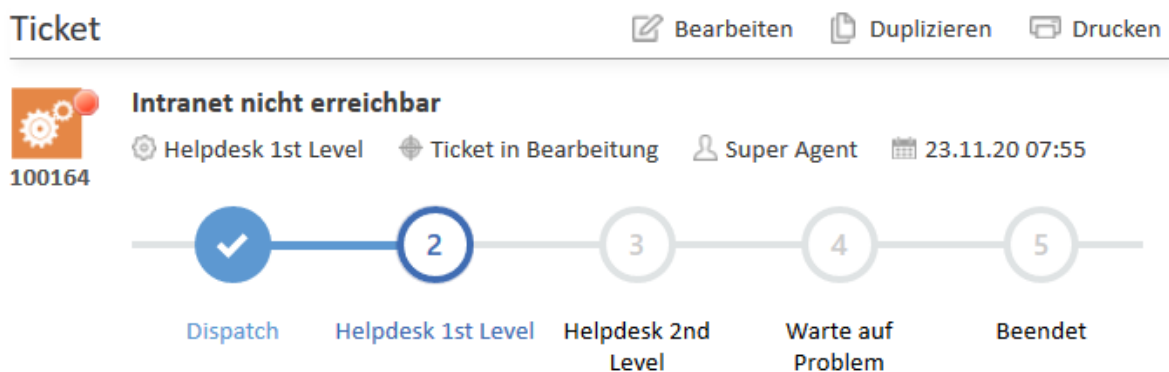 Ticket Bearbeiten Duplizieren Drucken
Intranet nicht erreichbar
Helpdesk 1st Level Ticket in Bearbeitung Super Agent 23.11.20 07:55
100164
2 3 4 5
Dispatch Helpdesk 1st Level Helpdesk 2nd Warte auf Beendet
Level Problem